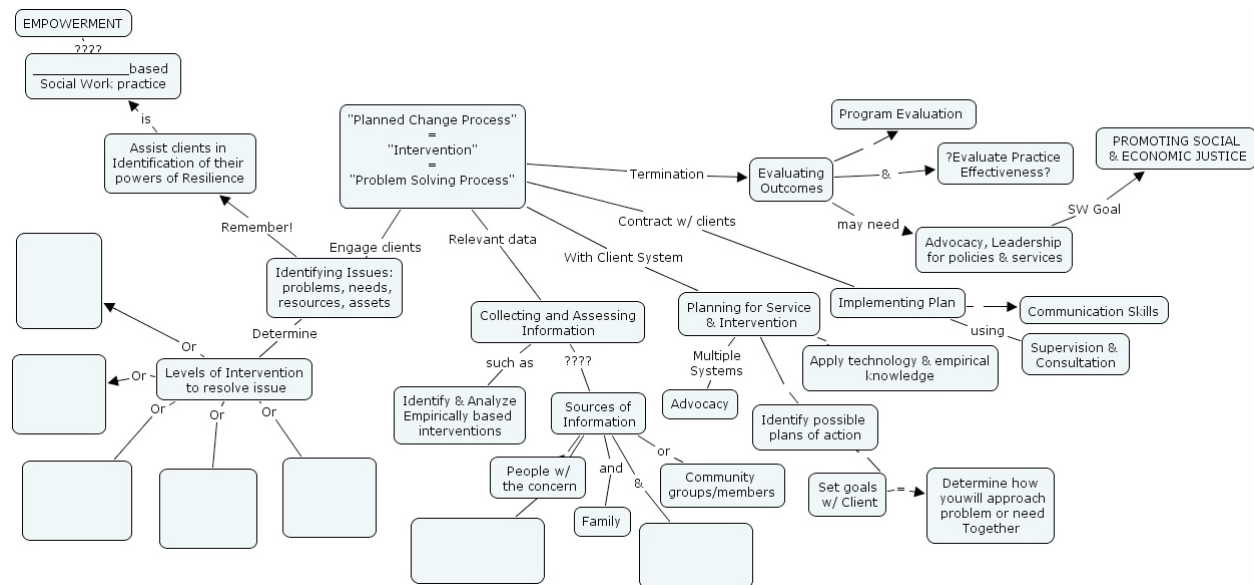 EMPOWERMENT
????
______________based
Social Work practice
is
Assist clients in
Identification of their
powers of Resilience
Remember!
"Planned Change Process"
=
"Intervention"
=
"Problem Solving Process"
Termination
Evaluating
Outcomes
Program Evaluation
&
?Evaluate Practice
Effectiveness?
may need
Advocacy, Leadership
for policies & services
SW Goal
PROMOTING SOCIAL
& ECONOMIC JUSTICE
Engage clients
Identifying Issues:
problems, needs,
resources, assets
Determine
Levels of Intervention
to resolve issue
Or
Or
Or
Or
Or
Relevant data
Collecting and Assessing
Information
such as
Identify & Analyze
Empirically based
interventions
????
Sources of
Information
People w/
the concern
and
Family
&
or
Community
groups/members
With Client System
Planning for Service
& Intervention
Multiple
Systems
Advocacy
Apply technology & empirical
knowledge
Identify possible
plans of action
Set goals
w/ Client
=
Determine how
youwill approach
problem or need
Together
Contract w/ clients
Implementing Plan
Communication Skills
using
Supervision &
Consultation